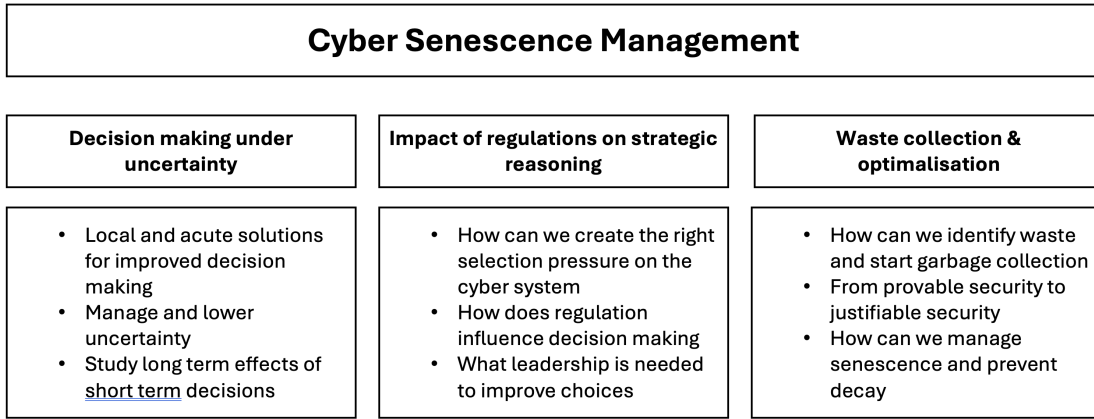 Cyber Senescence Management
Decision making under
uncertainty
Impact of regulations on strategic
reasoning
Waste collection &
optimalisation
• Local and acute solutions
for improved decision
making
• Manage and lower
uncertainty
• Study long term effects of
short term decisions
• How can we create the right
selection pressure on the
cyber system
• How does regulation
influence decision making
• What leadership is needed
to improve choices
• How can we identify waste
and start garbage collection
• From provable security to
justifiable security
• How can we manage
senescence and prevent
decay